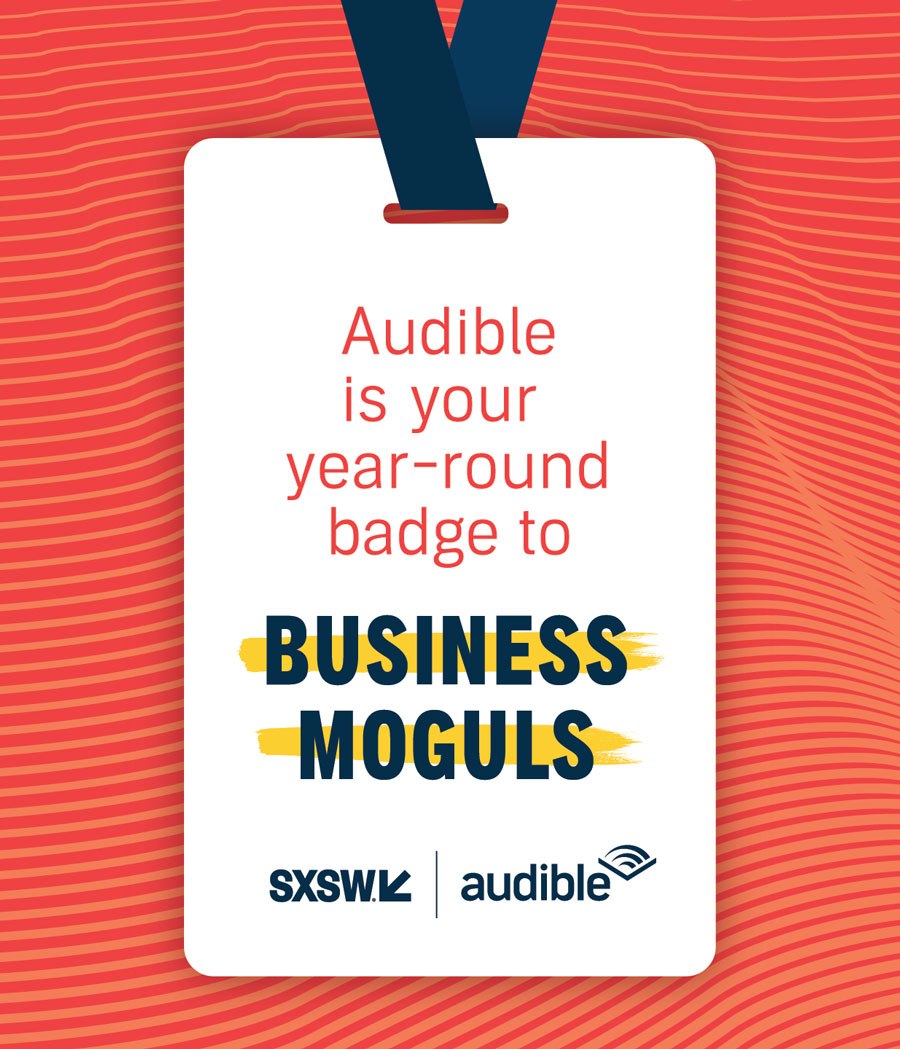 Audible
is your
year-round
badge to
BUSINESS
MOGULS
SXSW. audible